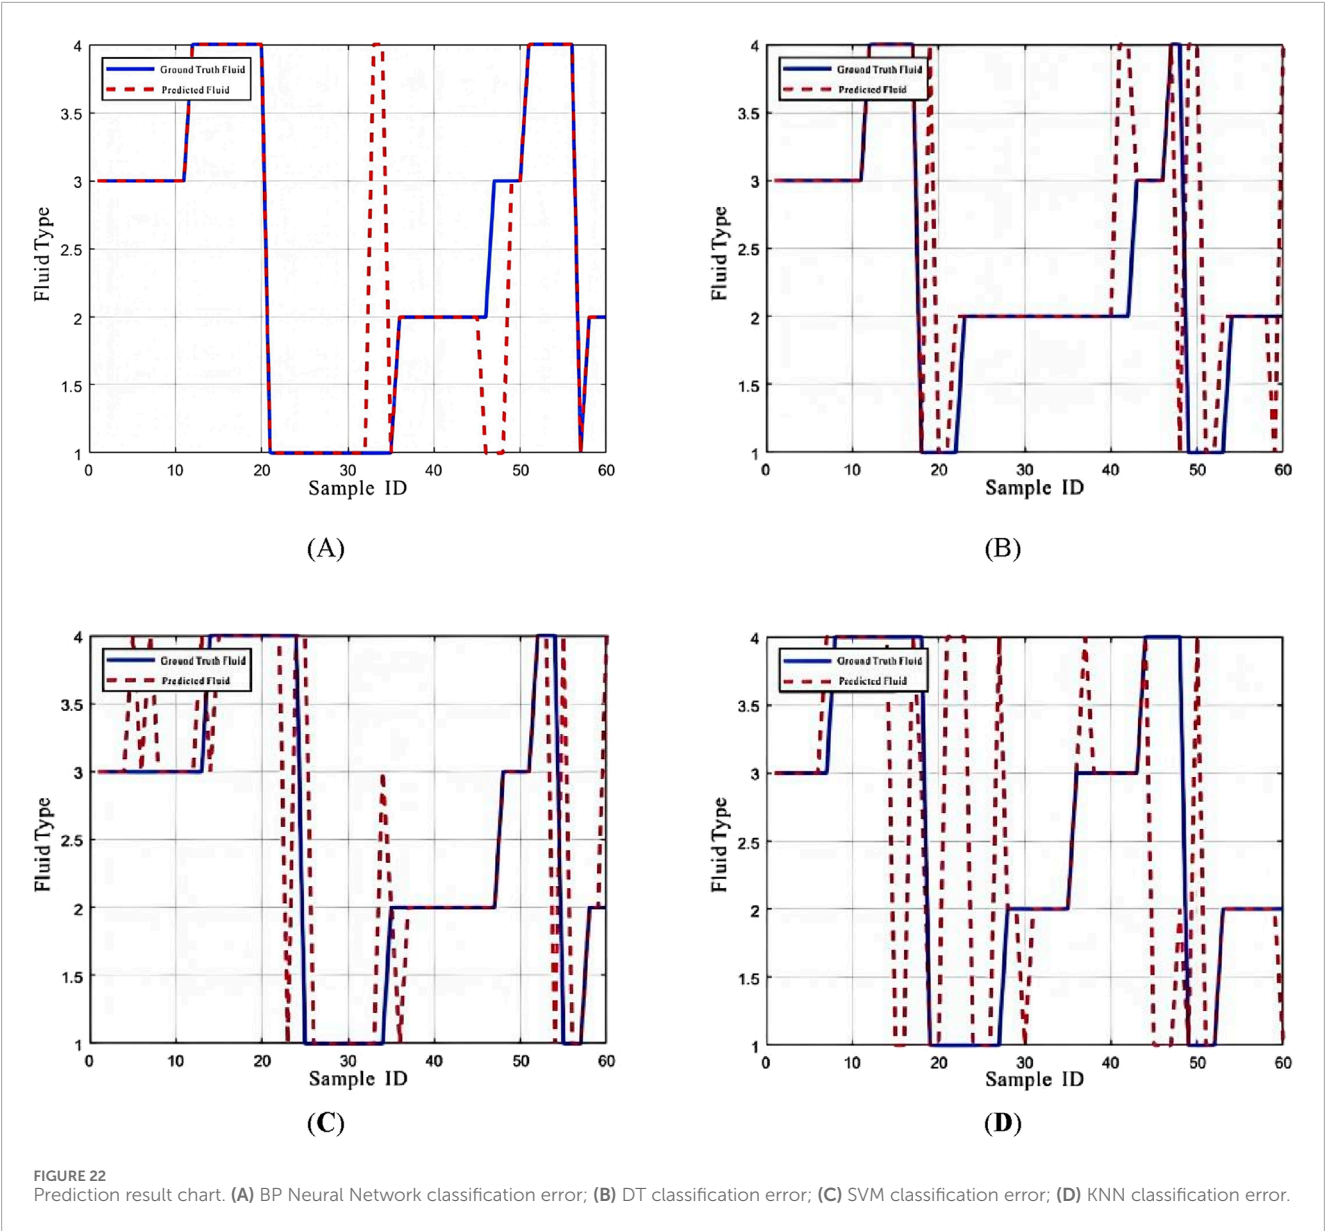 4
3.5
3
2.5
2
1.5
1
0 10 20 30 40 50 60
Fluid Type
Sample ID
Ground Truth Fluid
Predicted Fluid
(A)
4
3.5
3
2.5
2
1.5
1
0 10 20 30 40 50 60
Fluid Type
Sample ID
Ground Truth Fluid
Predicted Fluid
(B)
4
3.5
3
2.5
2
1.5
1
0 10 20 30 40 50 60
Fluid Type
Sample ID
Ground Truth Fluid
Predicted Fluid
(C)
4
3.5
3
2.5
2
1.5
1
0 10 20 30 40 50 60
Fluid Type
Sample ID
Ground Truth Fluid
Predicted Fluid
(D)
FIGURE 22
Prediction result chart. (A) BP Neural Network classification error; (B) DT classification error; (C) SVM classification error; (D) KNN classification error.